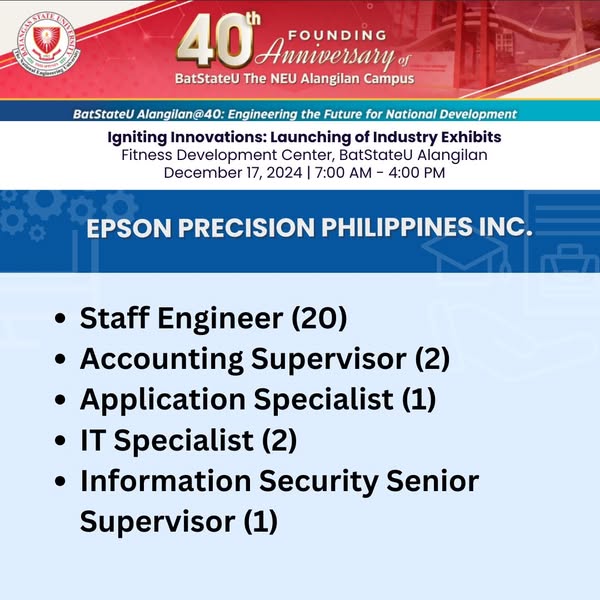 BATANGAS STATE UNIVERSITY
The National Engineering University
40th FOUNDING
Anniversary of
BatStateU The NEU Alangilan Campus
BatStateU Alangilan@40: Engineering the Future for National Development
Igniting Innovations: Launching of Industry Exhibits
Fitness Development Center, BatStateU Alangilan
December 17, 2024 | 7:00 AM - 4:00 PM
EPSON PRECISION PHILIPPINES INC.
• Staff Engineer (20)
• Accounting Supervisor (2)
• Application Specialist (1)
• IT Specialist (2)
• Information Security Senior
Supervisor (1)